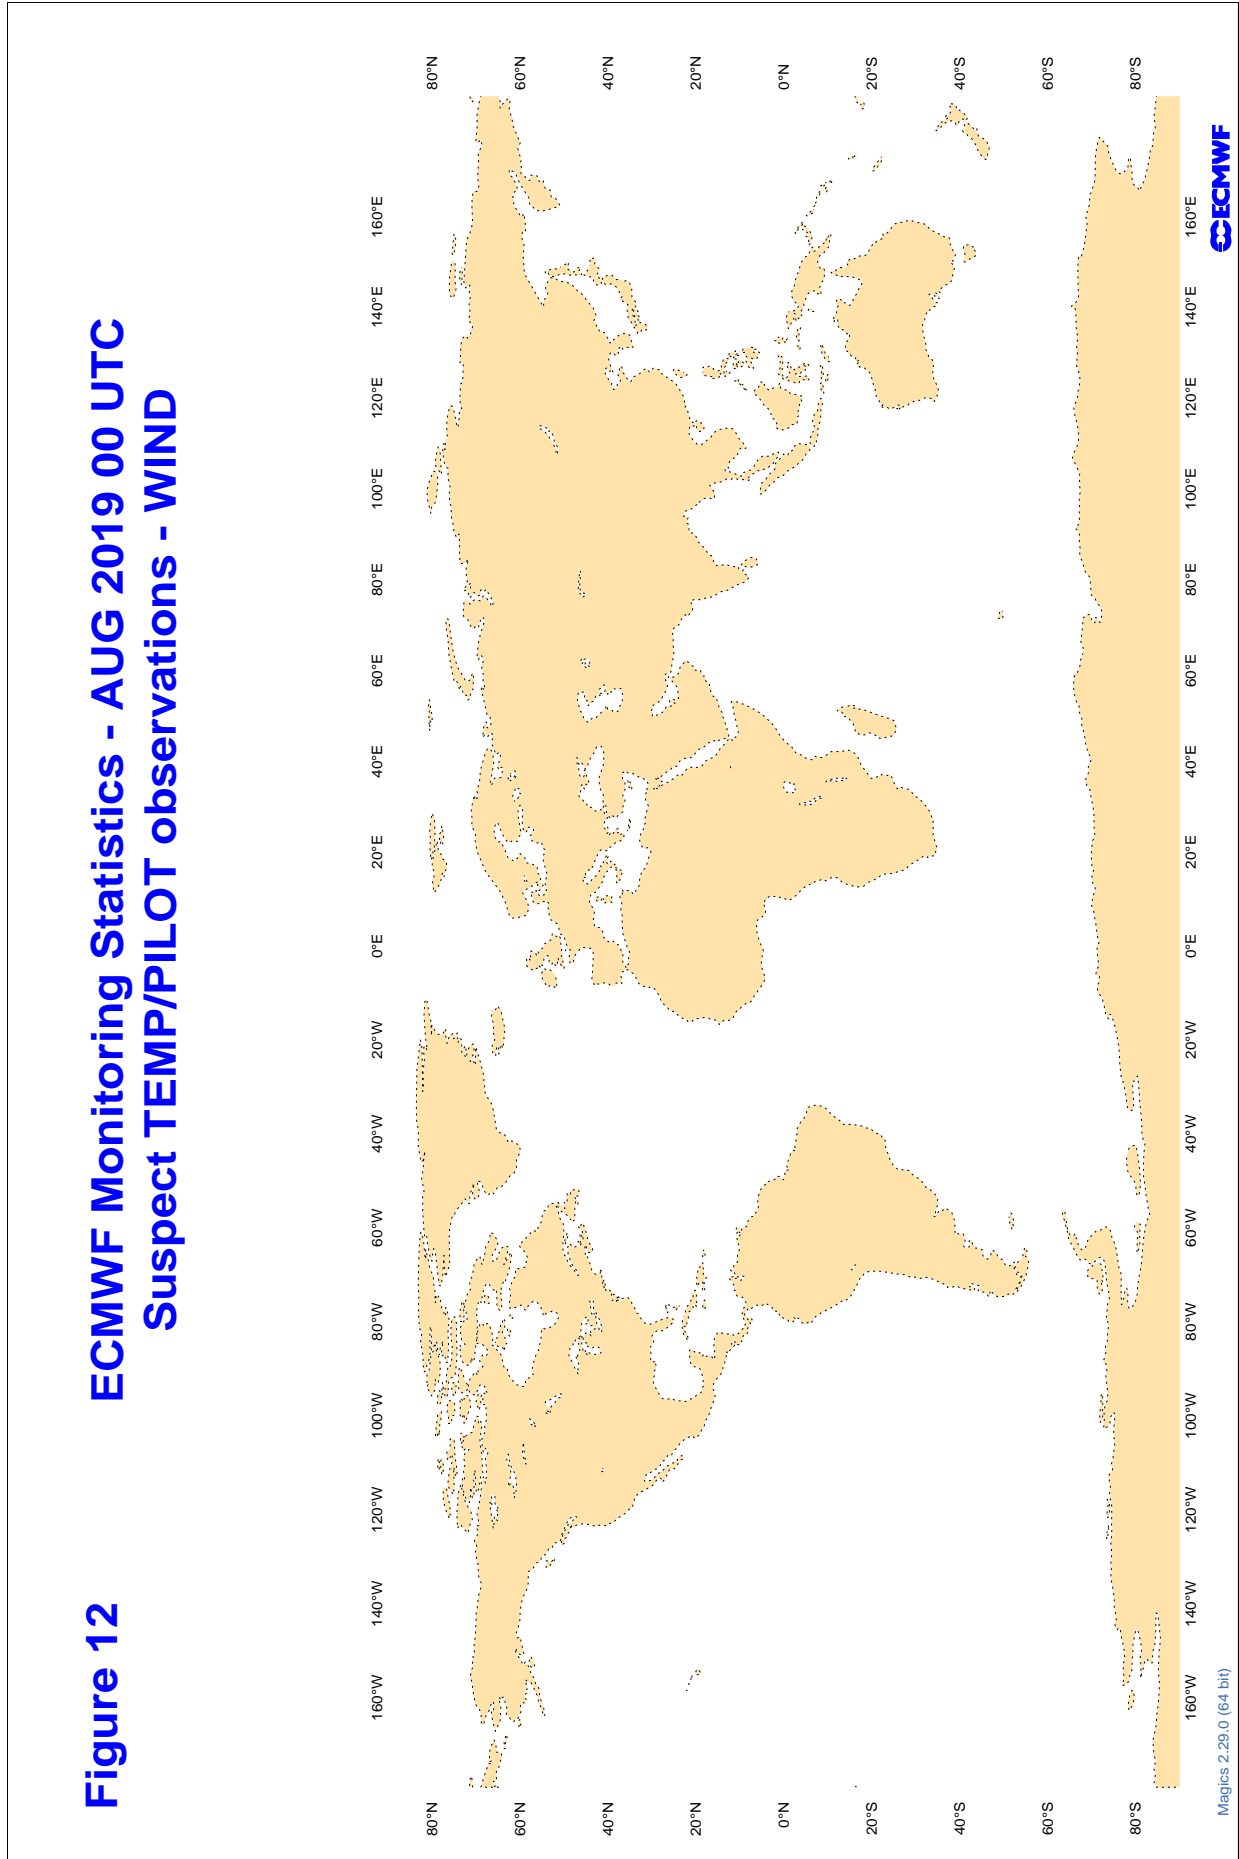 Figure 12
ECMWF Monitoring Statistics - AUG 2019 00 UTC
Suspect TEMP/PILOT observations - WIND
160°W 140°W 120°W 100°W 80°W 60°W 40°W 20°W 0°E 20°E 40°E 60°E 80°E 100°E 120°E 140°E 160°E
80°N 80°N
60°N 60°N
40°N 40°N
20°N 20°N
0°N 0°N
20°S 20°S
40°S 40°S
60°S 60°S
80°S 80°S
160°W 140°W 120°W 100°W 80°W 60°W 40°W 20°W 0°E 20°E 40°E 60°E 80°E 100°E 120°E 140°E 160°E
Magics 2.29.0 (64 bit)
ECMWF